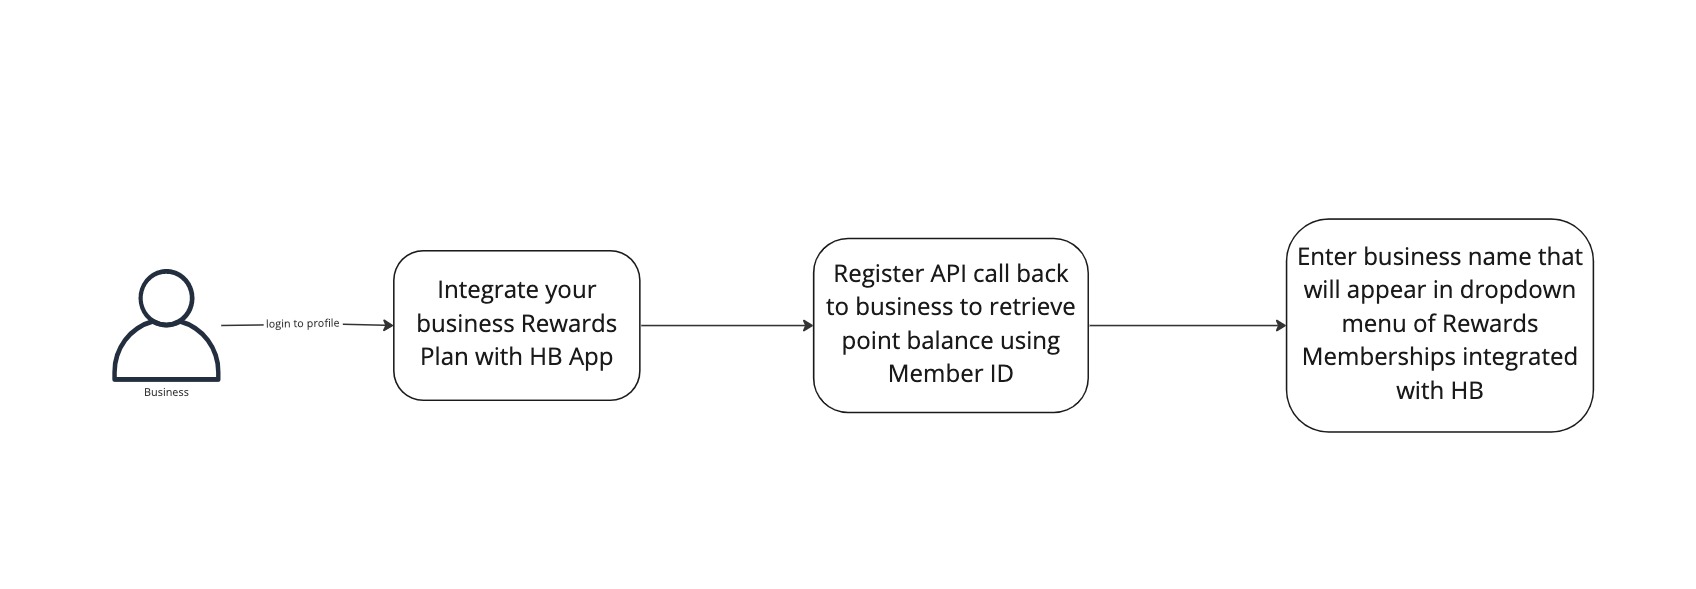 Business
login to profile
Integrate your
business Rewards
Plan with HB App
Register API call back
to business to retrieve
point balance using
Member ID
Enter business name that
will appear in dropdown
menu of Rewards
Memberships integrated
with HB